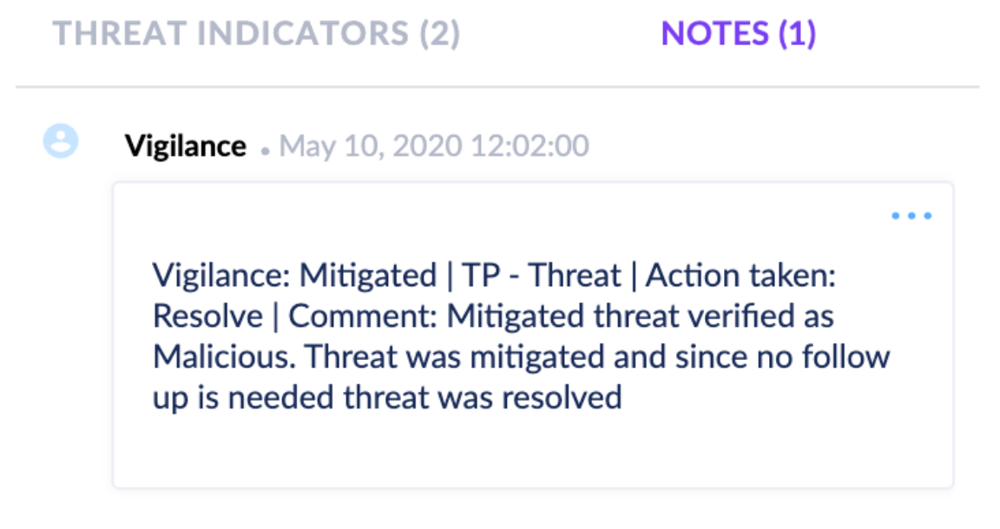 THREAT INDICATORS (2) NOTES (1)
Vigilance . May 10, 2020 12:02:00
Vigilance: Mitigated | TP - Threat | Action taken:
Resolve | Comment: Mitigated threat verified as
Malicious. Threat was mitigated and since no follow
up is needed threat was resolved